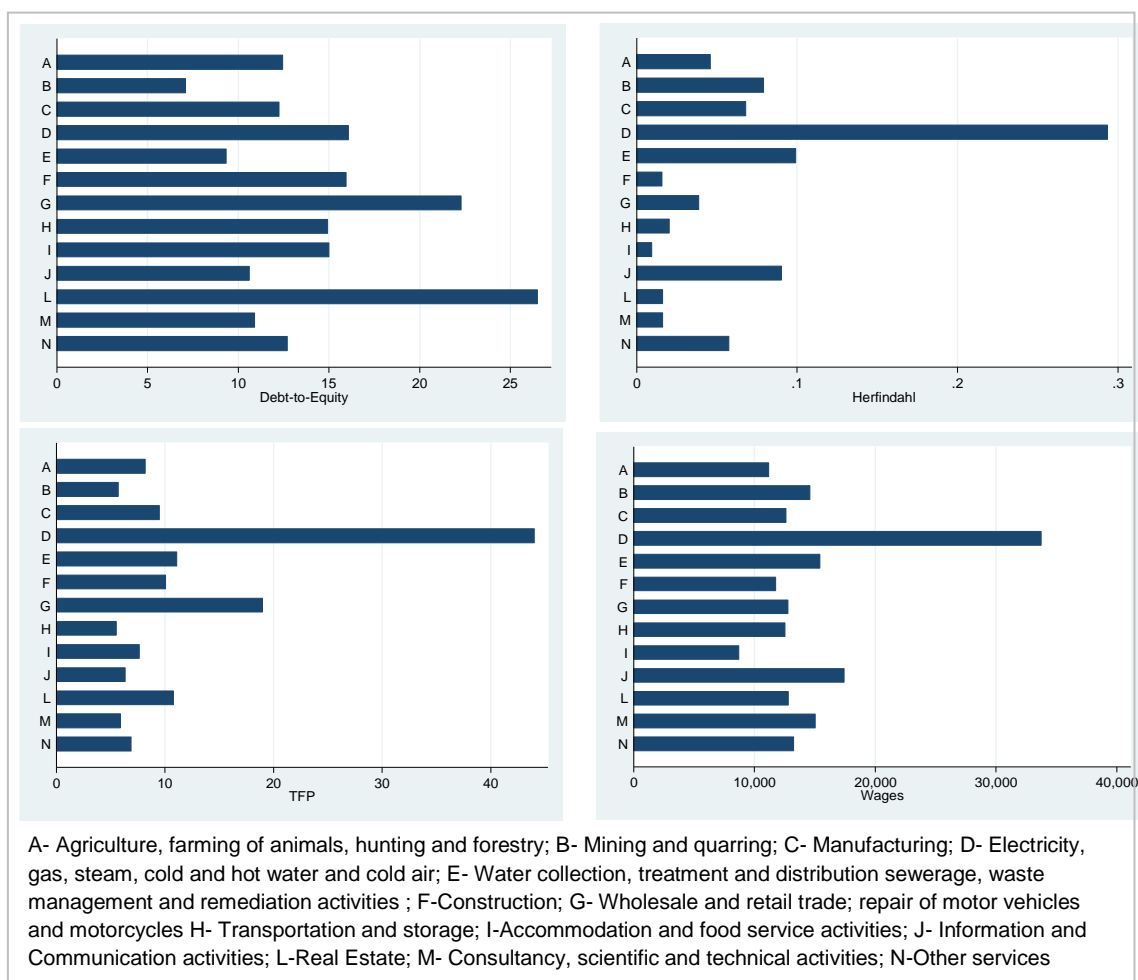 A
B
C
D
E
F
G
H
I
J
L
M
N
0 5 10 15 20 25
Debt-to-Equity
A
B
C
D
E
F
G
H
I
J
L
M
N
0 .1 .2 .3
Herfindahl
A
B
C
D
E
F
G
H
I
J
L
M
N
0 10 20 30 40
TFP
A
B
C
D
E
F
G
H
I
J
L
M
N
0 10,000 20,000 30,000 40,000
Wages
A- Agriculture, farming of animals, hunting and forestry; B- Mining and quarring; C- Manufacturing; D- Electricity,
gas, steam, cold and hot water and cold air; E- Water collection, treatment and distribution sewerage, waste
management and remediation activities ; F-Construction; G- Wholesale and retail trade; repair of motor vehicles
and motorcycles H- Transportation and storage; I-Accommodation and food service activities; J- Information and
Communication activities; L-Real Estate; M- Consultancy, scientific and technical activities; N-Other services